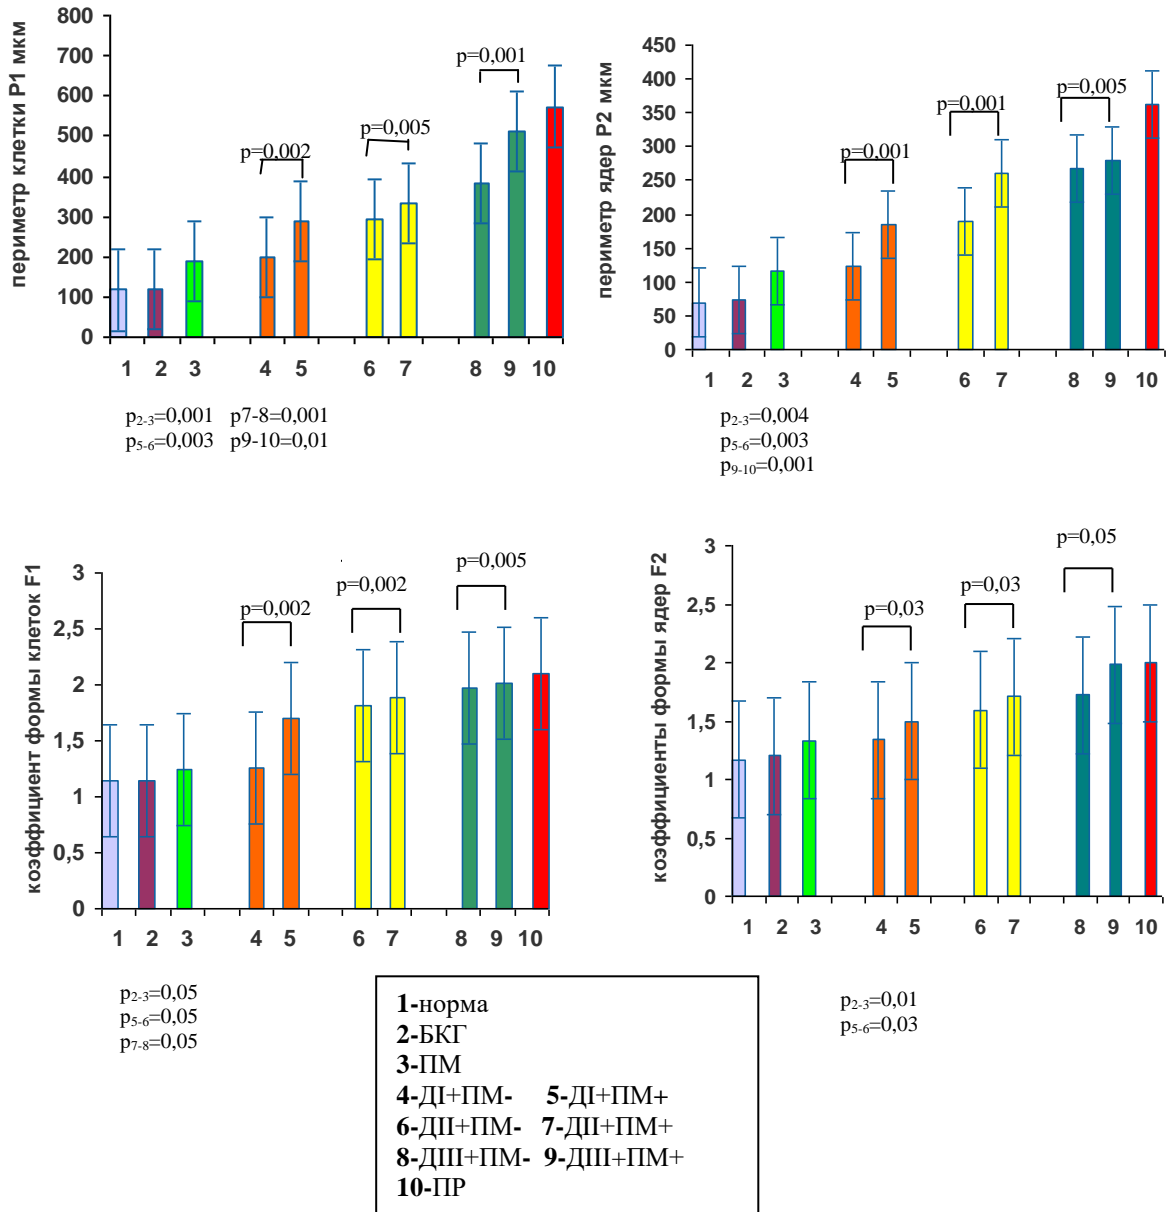 периметр клетки P1 мкм
800
700
600
500
400
300
200
100
0
p=0,002
p=0,005
p=0,001
1 2 3 4 5 6 7 8 9 10
p2-3=0,001 p7-8=0,001
p5-6=0,003 p9-10=0,01
периметр ядер P2 мкм
450
400
350
300
250
200
150
100
50
0
p=0,001
p=0,001
p=0,005
1 2 3 4 5 6 7 8 9 10
p2-3=0,004
p5-6=0,003
p9-10=0,001
коэффициент формы клеток F1
3
2,5
2
1,5
1
0,5
0
p=0,002
p=0,002
p=0,005
1 2 3 4 5 6 7 8 9 10
p2-3=0,05
p5-6=0,05
p7-8=0,05
коэффициенты формы ядер F2
3
2,5
2
1,5
1
0,5
0
p=0,03
p=0,03
p=0,05
1 2 3 4 5 6 7 8 9 10
p2-3=0,01
p5-6=0,03
1-норма
2-БКГ
3-ПМ
4-ДI+ПМ- 5-ДI+ПМ+
6-ДII+ПМ- 7-ДII+ПМ+
8-ДIII+ПМ- 9-ДIII+ПМ+
10-ПР